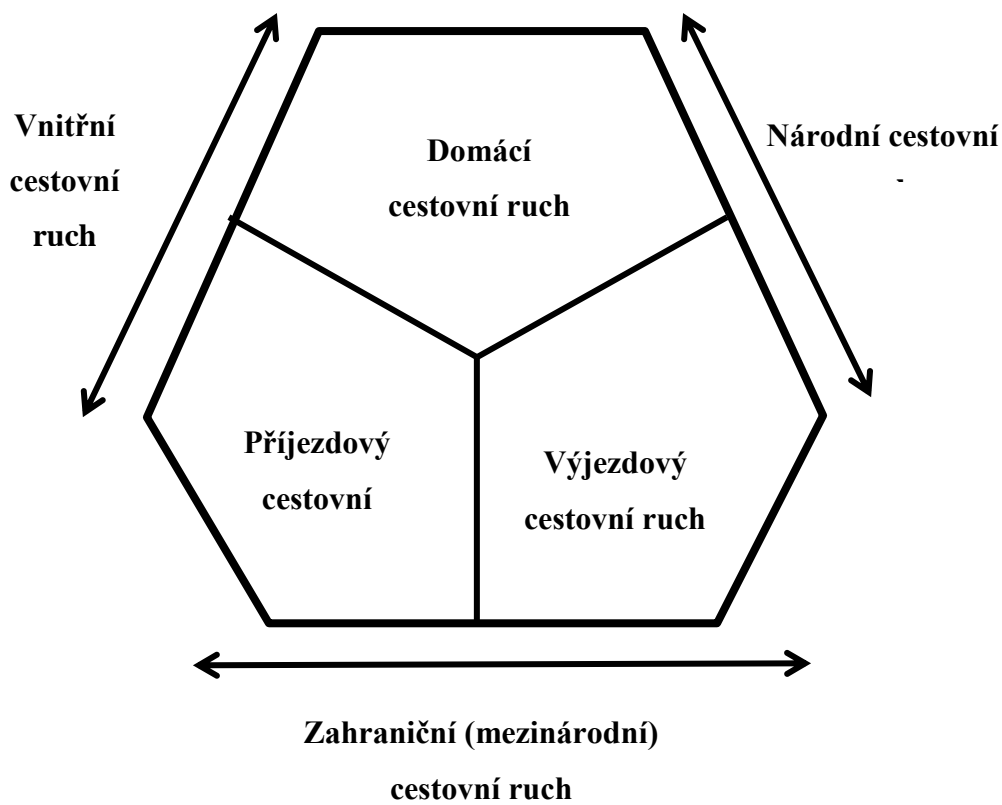 Vnitřní
cestovní
ruch
Domácí
cestovní ruch
Národní cestovní
Příjezdový
cestovní
Výjezdový
cestovní ruch
Zahraniční (mezinárodní)
cestovní ruch